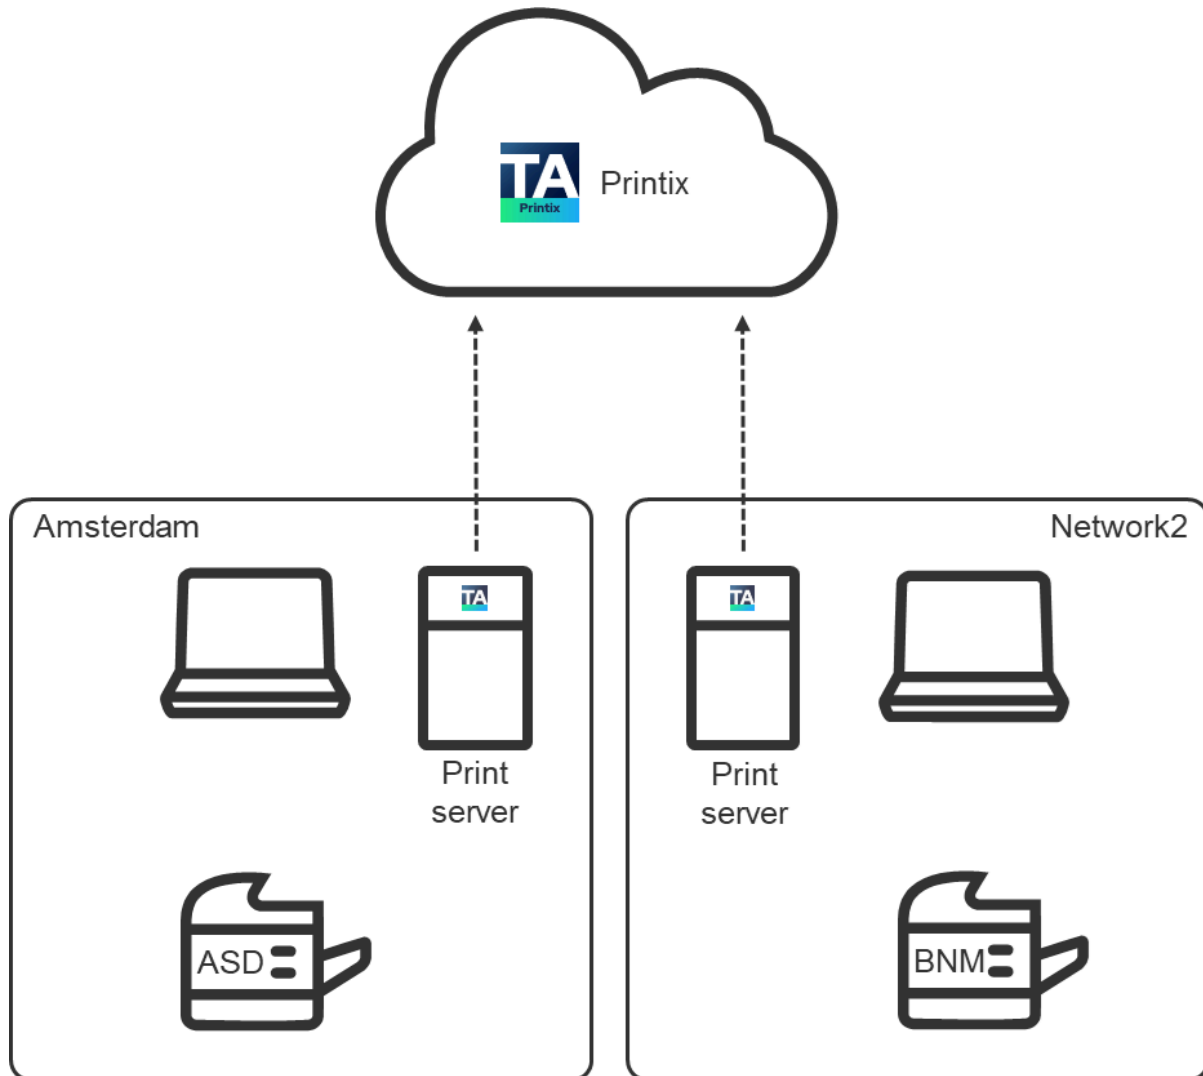 TA
Printix
Printix
Amsterdam
Network2
TA
TA
Print
server
Print
server
ASD
BNM